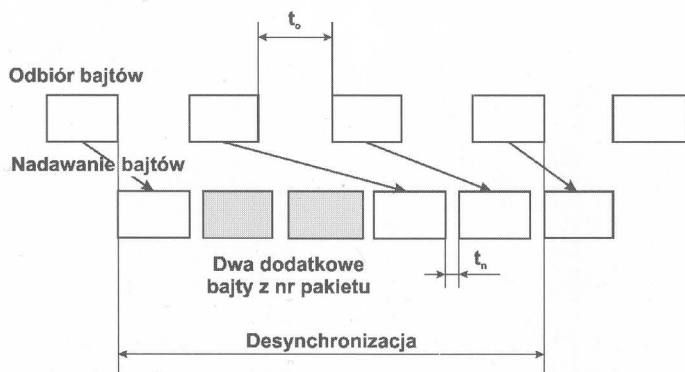 t₀
Odbiór bajtów
Nadawanie bajtów
Dwa dodatkowe
bajty z nr pakietu
tₙ
Desynchronizacja